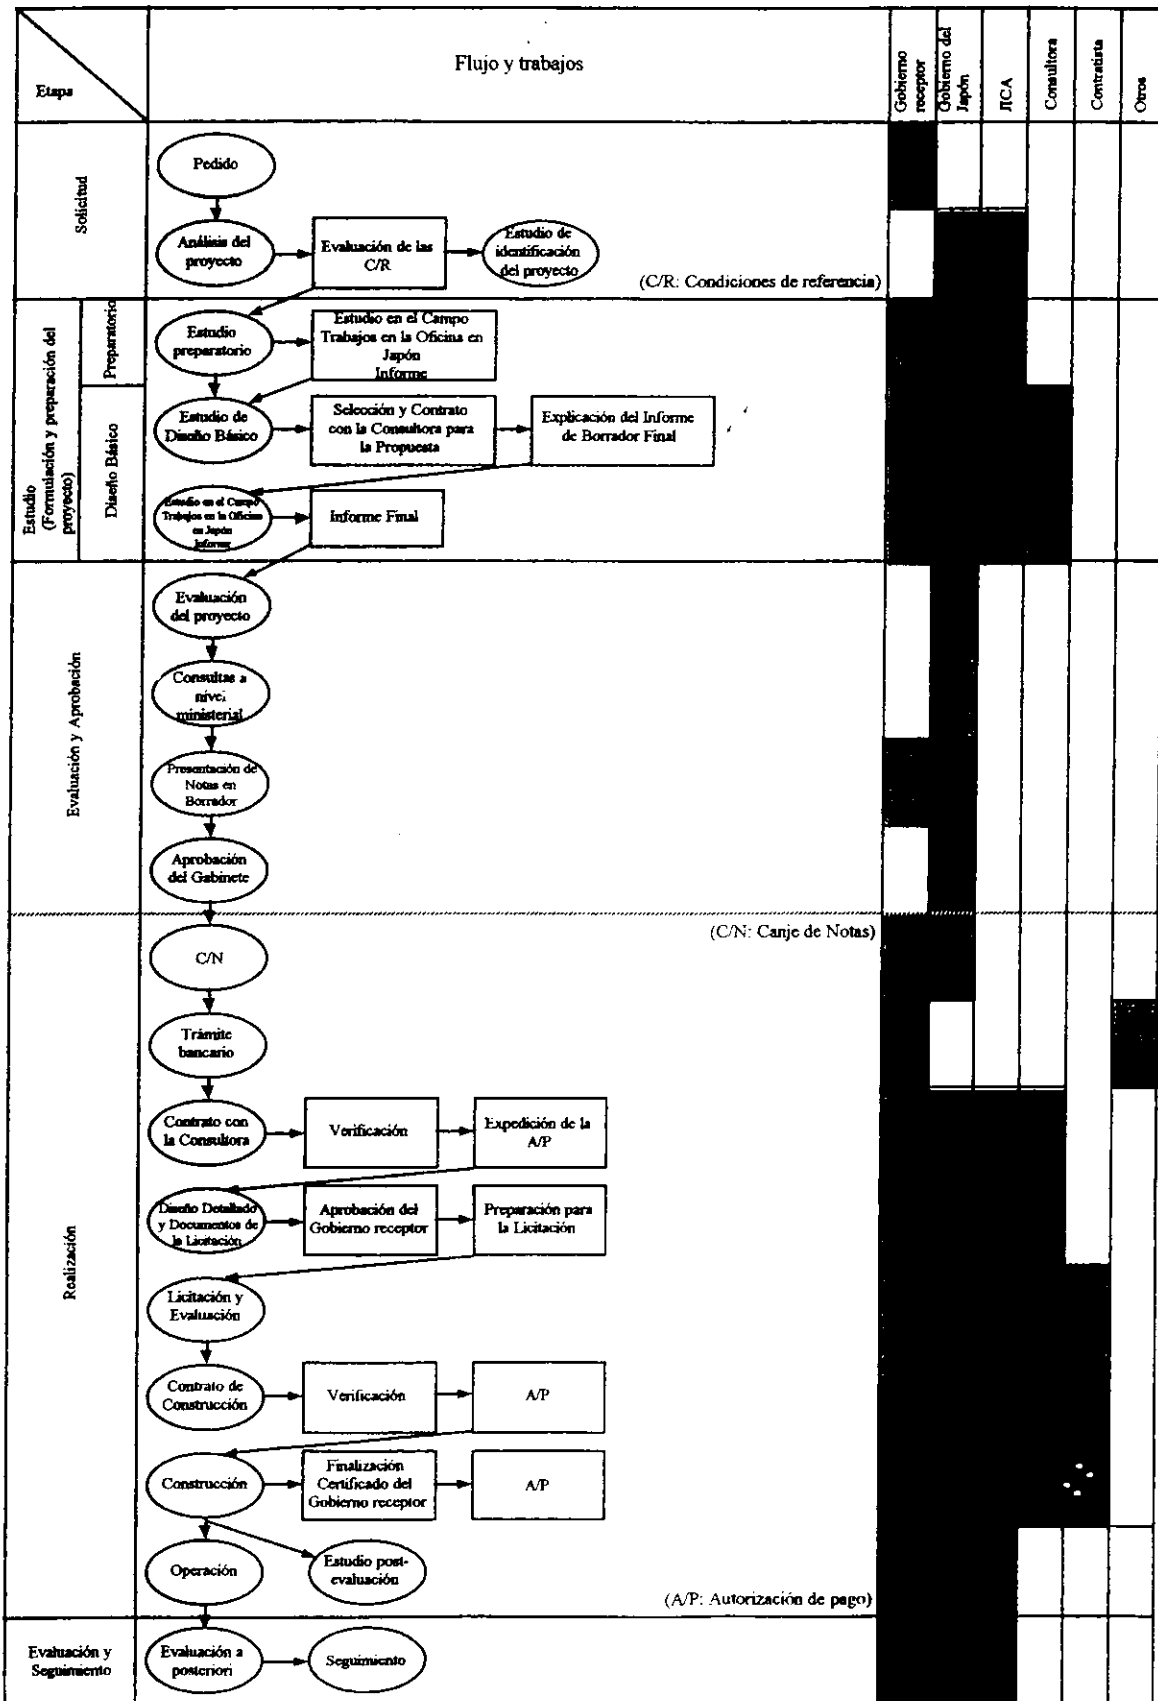 Etapa
Flujo y trabajos
Gobierno
receptor
Gobierno del
Japón
JICA
Consultora
Contratista
Otros
Solicitud
Pedido
Análisis del
proyecto
Evaluación de las
C/R
Estudio de
identificación
del proyecto
(C/R: Condiciones de referencia)
Estudio
(Formulación y preparación del
proyecto)
Preparatorio
Estudio
preparatorio
Estudio en el Campo
Trabajos en la Oficina en
Japón
Informe
Diseño Básico
Estudio de
Diseño Básico
Selección y Contrato
con la Consultora para
la Propuesta
Explicación del Informe
de Borrador Final
Estudio en el Campo
Trabajos en la Oficina
en Japón
Informe
Informe Final
Evaluación y Aprobación
Evaluación
del proyecto
Consultas a
nivel
ministerial
Presentación de
Notas en
Borrador
Aprobación
del Gabinete
Realización
(C/N: Canje de Notas)
C/N
Trámite
bancario
Contrato con
la Consultora
Verificación
Expedición de la
A/P
Diseño Detallado
y Documentos de
la Licitación
Aprobación del
Gobierno receptor
Preparación para
la Licitación
Licitación y
Evaluación
Contrato de
Construcción
Verificación
A/P
Construcción
Finalización
Certificado del
Gobierno receptor
A/P
Operación
Estudio post-
evaluación
(A/P: Autorización de pago)
Evaluación y
Seguimiento
Evaluación a
posteriori
Seguimiento